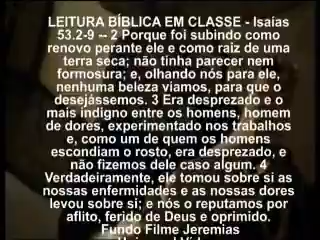 LEITURA BÍBLICA EM CLASSE - Isaías
53.2-9 -- 2 Porque foi subindo como
renovo perante ele e como raiz de uma
terra seca; não tinha parecer nem
formosura; e, olhando nós para ele,
nenhuma beleza víamos, para que o
desejássemos. 3 Era desprezado e o
mais indigno entre os homens, homem
de dores, experimentado nos trabalhos
e, como um de quem os homens
escondiam o rosto, era desprezado, e
não fizemos dele caso algum. 4
Verdadeiramente, ele tomou sobre si as
nossas enfermidades e as nossas dores
levou sobre si; e nós o reputamos por
aflito, ferido de Deus e oprimido.
Fundo Filme Jeremias